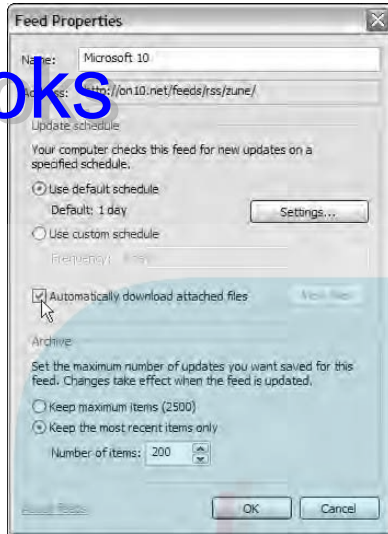 Feed Properties
Name: Microsoft 10
oks
http://on10.net/feeds/rss/zune/
Update schedule
Your computer checks this feed for new updates on a
specified schedule.
Use default schedule
Default: 1 day
Settings...
Use custom schedule
Frequency: 1 day
Automatically download attached files
View files
Archive
Set the maximum number of updates you want saved for this
feed. Changes take effect when the feed is updated.
Keep maximum items (2500)
Keep the most recent items only
Number of items: 200
OK
Cancel